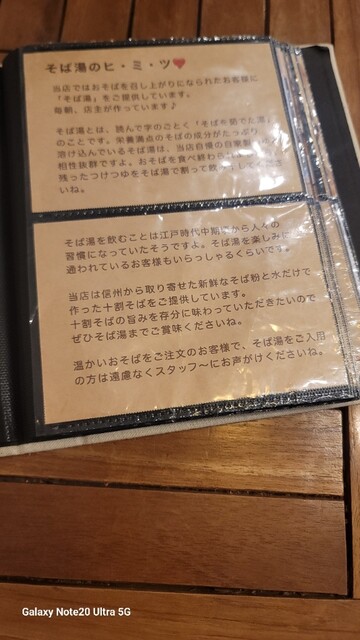 そば湯のヒ・ミ・ツ♥
当店ではおそばを召し上がりになられたお客様に
「そば湯」をご提供しています。
毎朝、店主が作っています♪
そば湯とは、読んで字のごとく「そばを茹でた湯」
のことです。栄養満点のそばの成分がたっぷり
溶け込んでいるそば湯は、当店自慢の自家製
相性抜群ですよ。おそばを食べ終わら
残ったつけつゆをそば湯で割って飲
いね。
そば湯を飲むことは江戸時代中期から人々の
習慣になっていたそうですよ。そば湯を楽しみに
通われているお客様もいらっしゃるくらいです。
当店は信州から取り寄せた新鮮なそば粉と水だけで
作った十割そばをご提供しています。
十割そばの旨みを存分に味わっていただきたいので
ぜひそば湯までご賞味くださいね。
温かいおそばをご注文のお客様で、そば湯をご入用
の方は遠慮なくスタッフ〜にお声がけくださいね。
Galaxy Note20 Ultra 5G